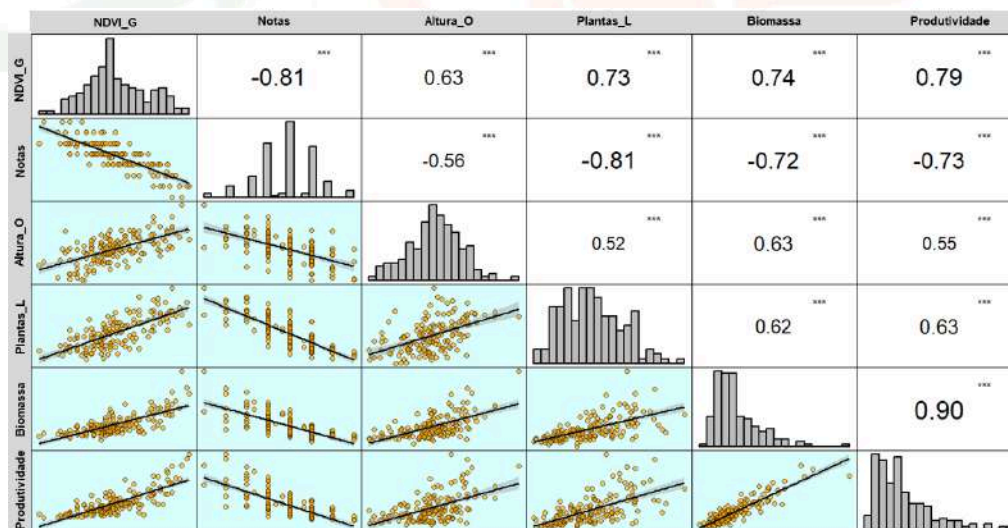 NDVI_G Notas Altura_O Plantas_L Biomassa Produtividade
NDVI_G -0.81 *** 0.63 *** 0.73 *** 0.74 *** 0.79 ***
Notas -0.56 *** -0.81 *** -0.72 *** -0.73 ***
Altura_O 0.52 *** 0.63 *** 0.55 ***
Plantas_L 0.62 *** 0.63 ***
Biomassa 0.90 ***
Produtividade